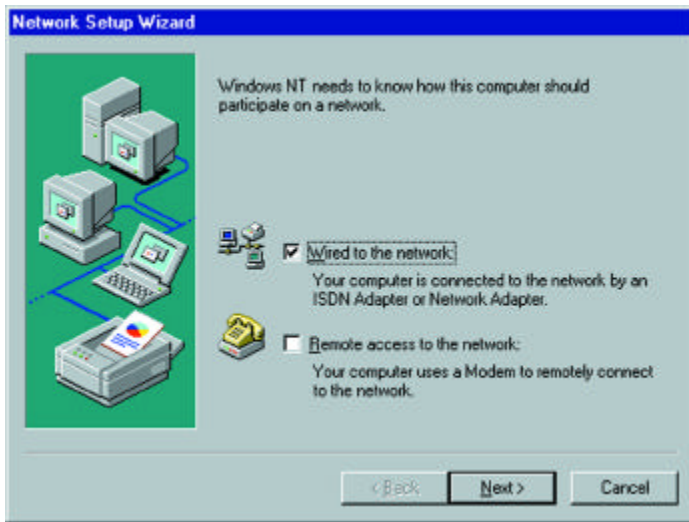 Network Setup Wizard
Windows NT needs to know how this computer should
participate on a network.
Wired to the network:
Your computer is connected to the network by an
ISDN Adapter or Network Adapter.
Remote access to the network:
Your computer uses a Modem to remotely connect
to the network.
< Back
Next >
Cancel